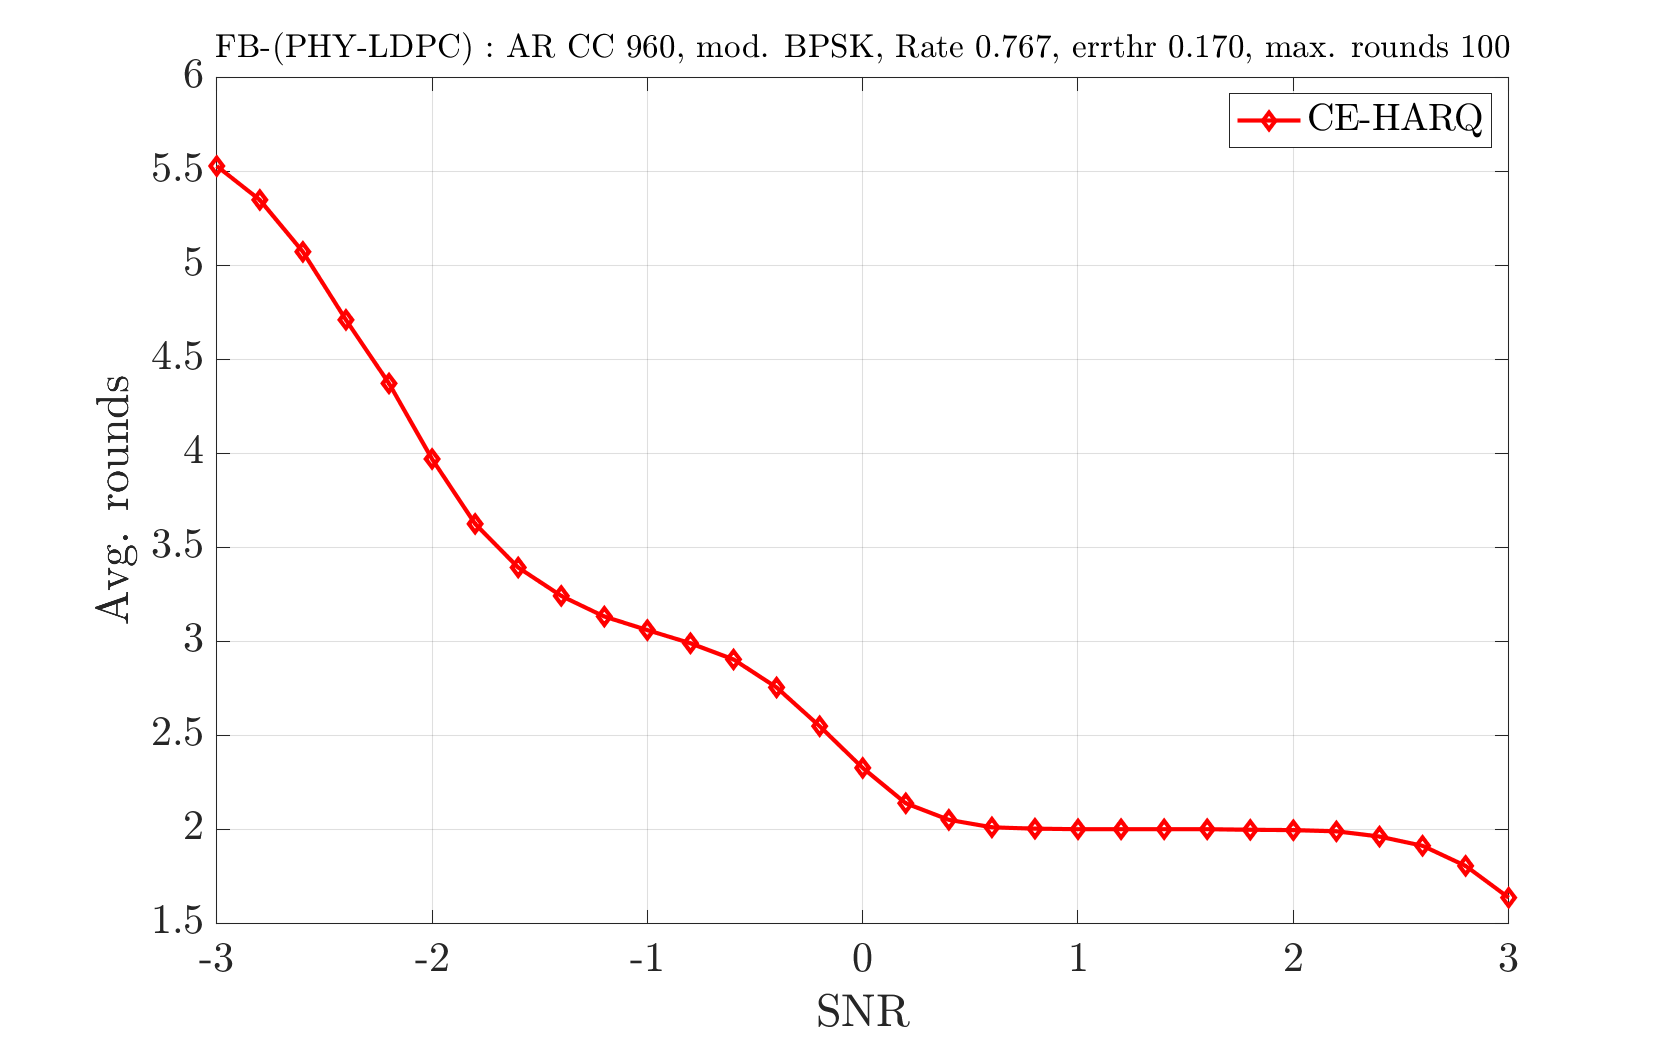 FB-(PHY-LDPC) : AR CC 960, mod. BPSK, Rate 0.767, errthr 0.170, max. rounds 100
CE-HARQ
6
5.5
5
4.5
4
3.5
3
2.5
2
1.5
Avg. rounds
-3 -2 -1 0 1 2 3
SNR